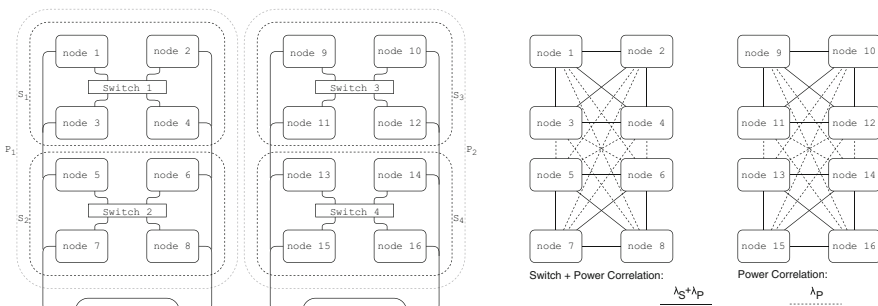 node 1 node 2 node 9 node 10 node 1 node 2 node 9 node 10
Switch 1 Switch 3
S1 S3
node 3 node 4 node 11 node 12 node 3 node 4 node 11 node 12
P1 P2
node 5 node 6 node 13 node 14 node 5 node 6 node 13 node 14
Switch 2 Switch 4
S2 S4
node 7 node 8 node 15 node 16 node 7 node 8 node 15 node 16
Switch + Power Correlation: Power Correlation:
λS+λP λP